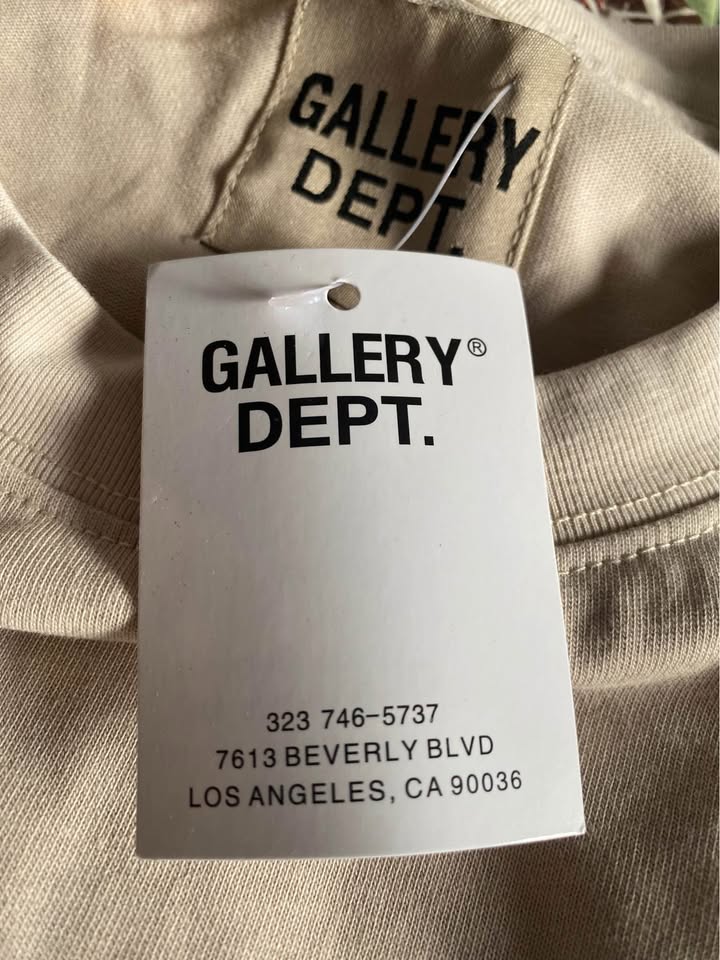 GALLERY
DEPT.
GALLERY®
DEPT.
323 746-5737
7613 BEVERLY BLVD
LOS ANGELES, CA 90036